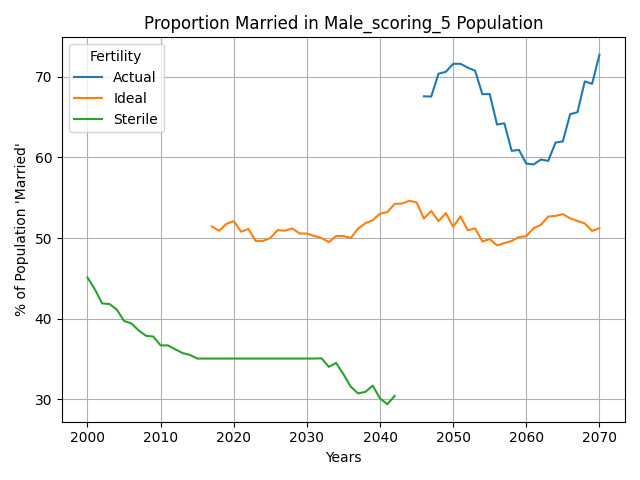 Proportion Married in Male_scoring_5 Population
Fertility
Actual
Ideal
Sterile
% of Population 'Married'
70
60
50
40
30
2000 2010 2020 2030 2040 2050 2060 2070
Years